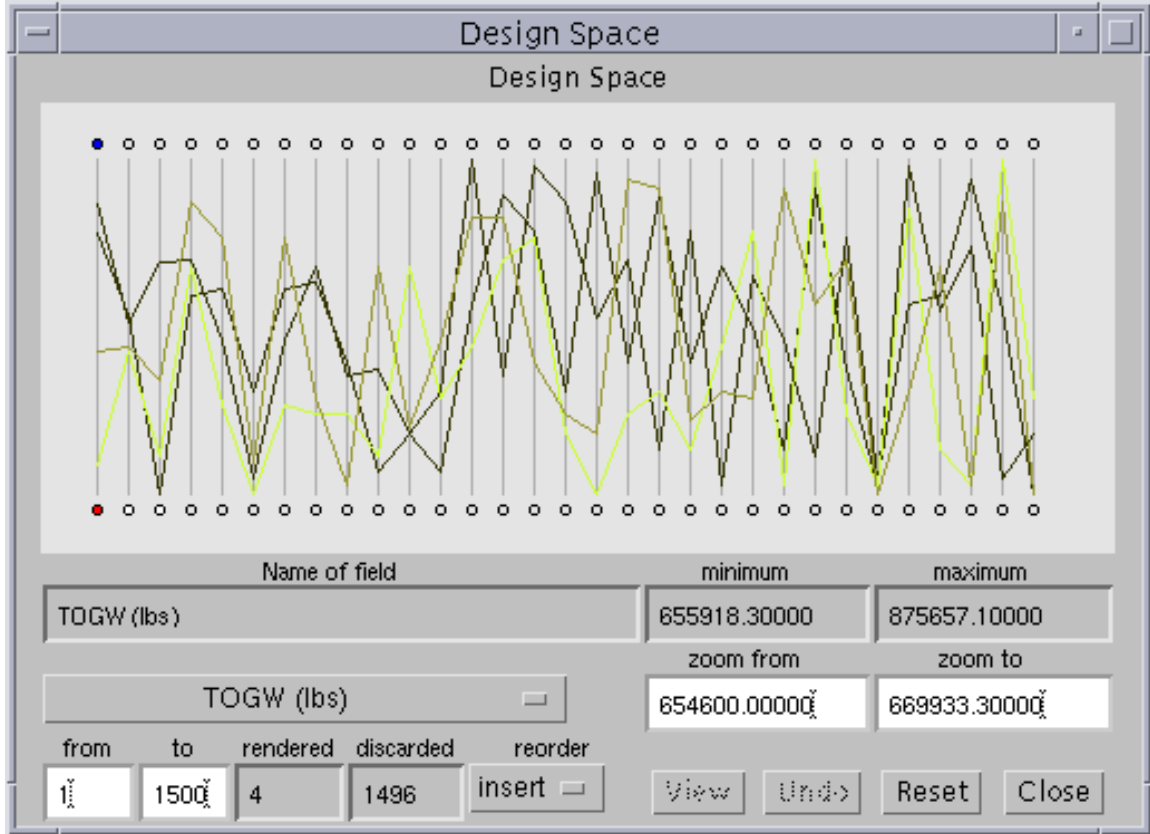 Design Space
Design Space
Name of field minimum maximum
TOGW (lbs) 655918.30000 875657.10000
zoom from zoom to
TOGW (lbs) 654600.00000 669933.30000
from to rendered discarded reorder
1 1500 4 1496 insert View Undo Reset Close